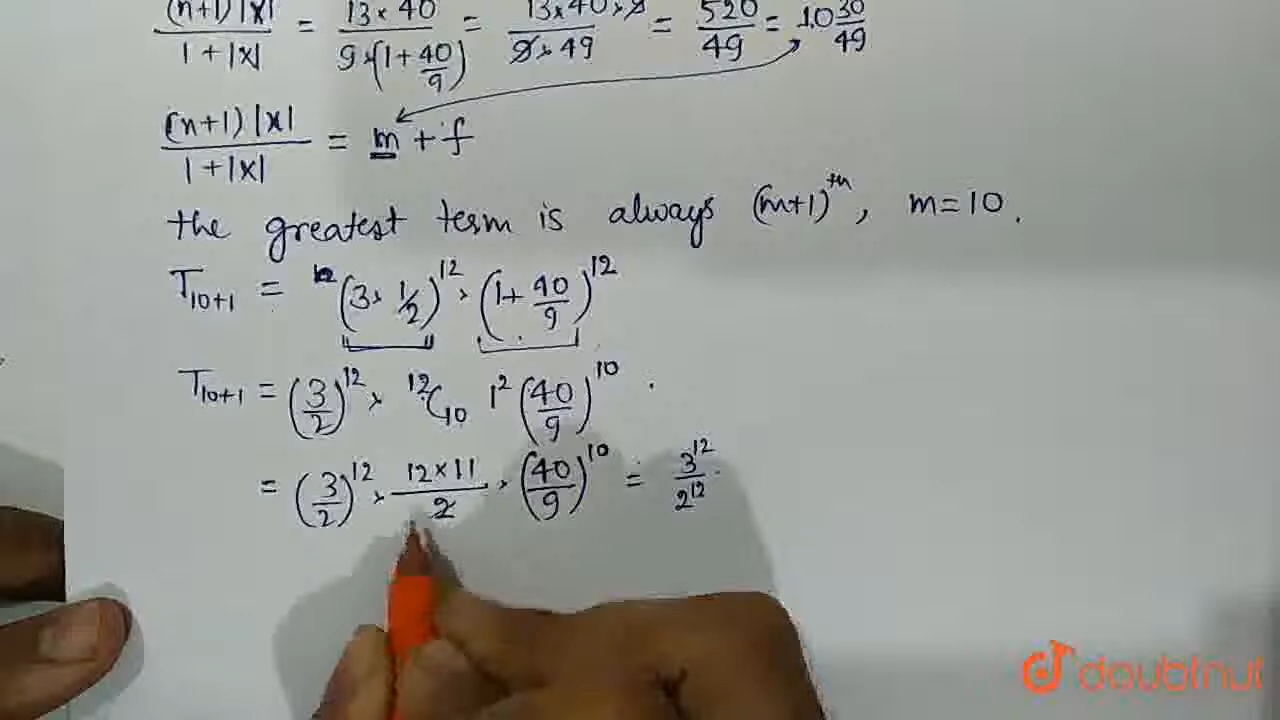 (n+1)|x| / 1+|x| = 13×40 / 9×(1+40/9) = 13×40×9 / 9×49 = 520/49 = 10 30/49
(n+1)|x| / 1+|x| = m + f
the greatest term is always (m+1)^th, m=10.
T₁₀₊₁ = (3×1/2)^12 × (1+40/9)^12
T₁₀₊₁ = (3/2)^12 × ¹²C₁₀ 1² (40/9)^10 .
= (3/2)^12 × 12×11/2 × (40/9)^10 = 3^12/2^12 .
doubtnut